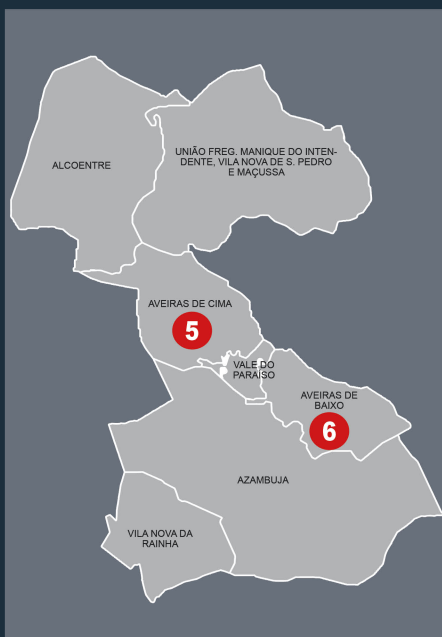 ALCOENTRE
UNIÃO FREG. MANIQUE DO INTEN-
DENTE, VILA NOVA DE S. PEDRO
E MAÇUSSA
AVEIRAS DE CIMA
5
VALE DO
PARAÍSO
AVEIRAS DE
BAIXO
6
AZAMBUJA
VILA NOVA DA
RAINHA